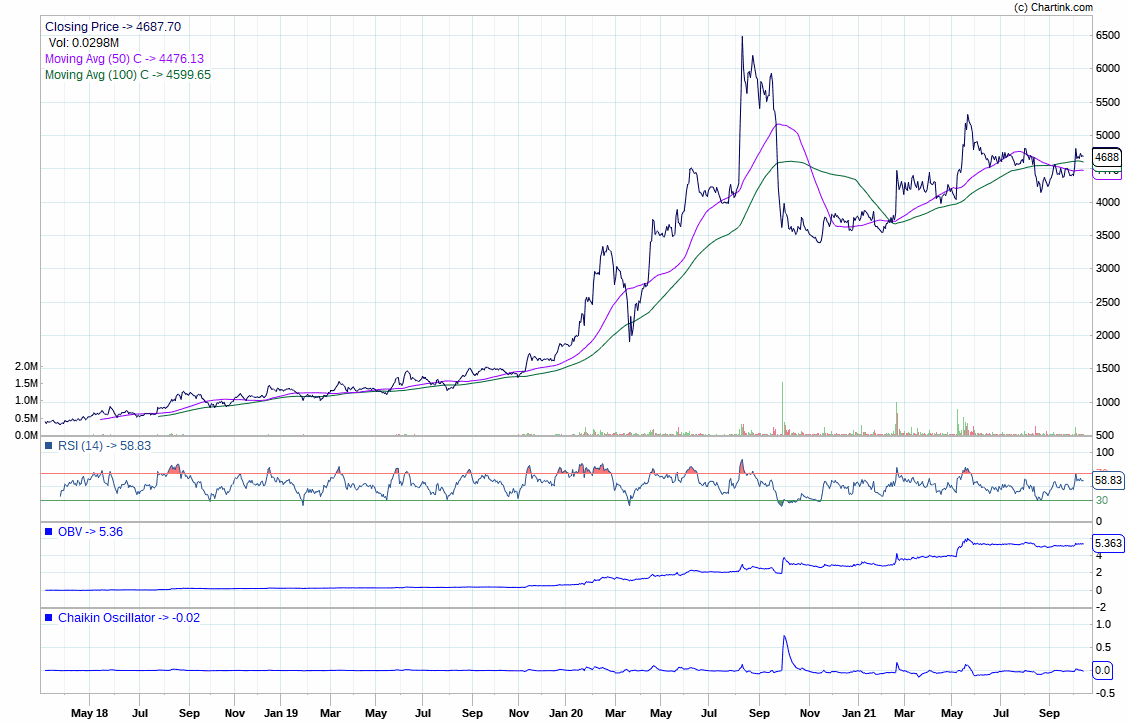 (c) Chartink.com
Closing Price -> 4687.70
Vol: 0.0298M
Moving Avg (50) C -> 4476.13
Moving Avg (100) C -> 4599.65
6500
6000
5500
5000
4688
4000
3500
3000
2500
2000
1500
1000
500
2.0M
1.5M
1.0M
0.5M
0.0M
RSI (14) -> 58.83
100
58.83
30
0
OBV -> 5.36
5.363
4
2
0
-2
Chaikin Oscillator -> -0.02
1.0
0.5
0.0
-0.5
May 18 Jul Sep Nov Jan 19 Mar May Jul Sep Nov Jan 20 Mar May Jul Sep Nov Jan 21 Mar May Jul Sep